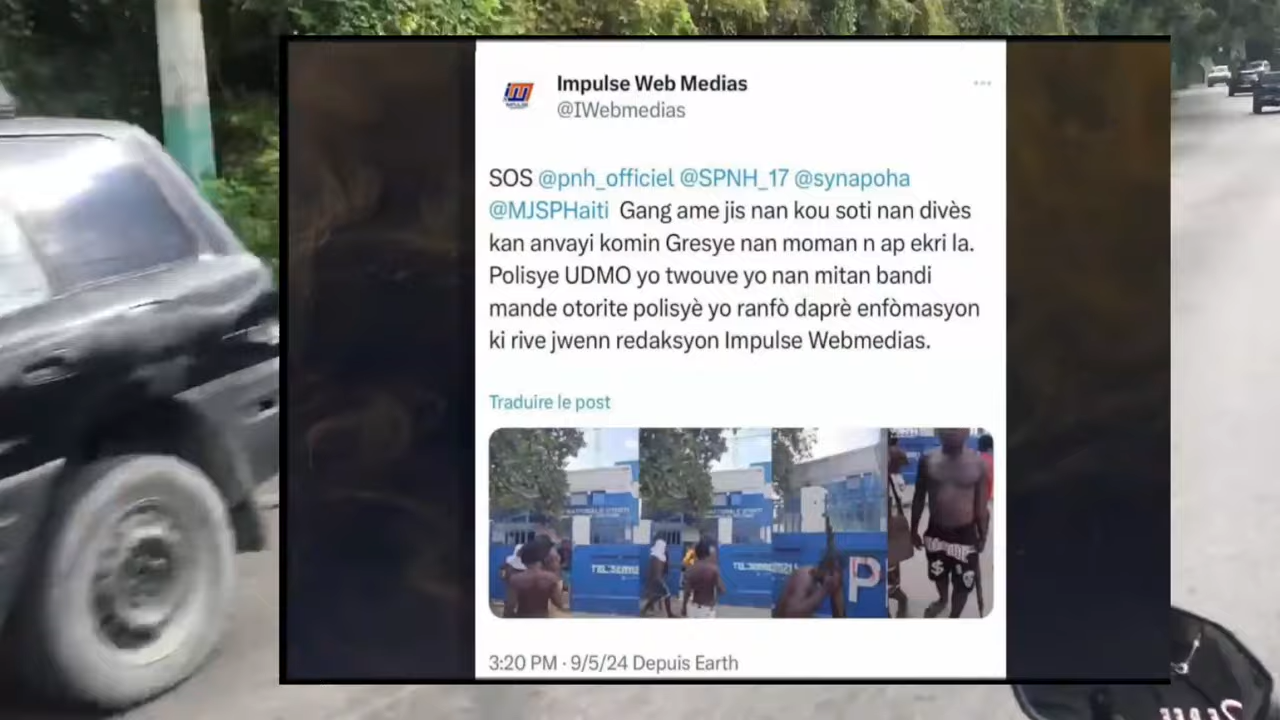 Impulse Web Medias
@IWebmedias
SOS @pnh_officiel @SPNH_17 @synapoha
@MJSPHaiti Gang ame jis nan kou soti nan divès
kan anvayi komin Gresye nan moman n ap ekri la.
Polisye UDMO yo twouve yo nan mitan bandi
mande otorite polisyè yo ranfò daprè enfòmasyon
ki rive jwenn redaksyon Impulse Webmedias.
Traduire le post
P
3:20 PM · 9/5/24 Depuis Earth